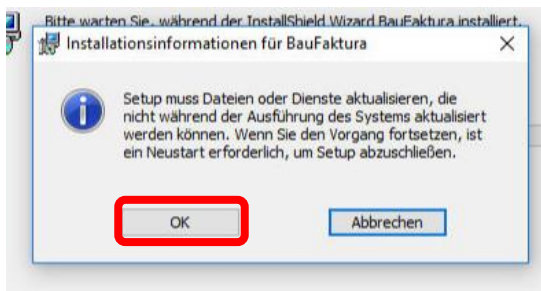 Bitte warten Sie, während der InstallShield Wizard BauFaktura installiert.
Installationsinformationen für BauFaktura
Setup muss Dateien oder Dienste aktualisieren, die
nicht während der Ausführung des Systems aktualisiert
werden können. Wenn Sie den Vorgang fortsetzen, ist
ein Neustart erforderlich, um Setup abzuschließen.
OK
Abbrechen